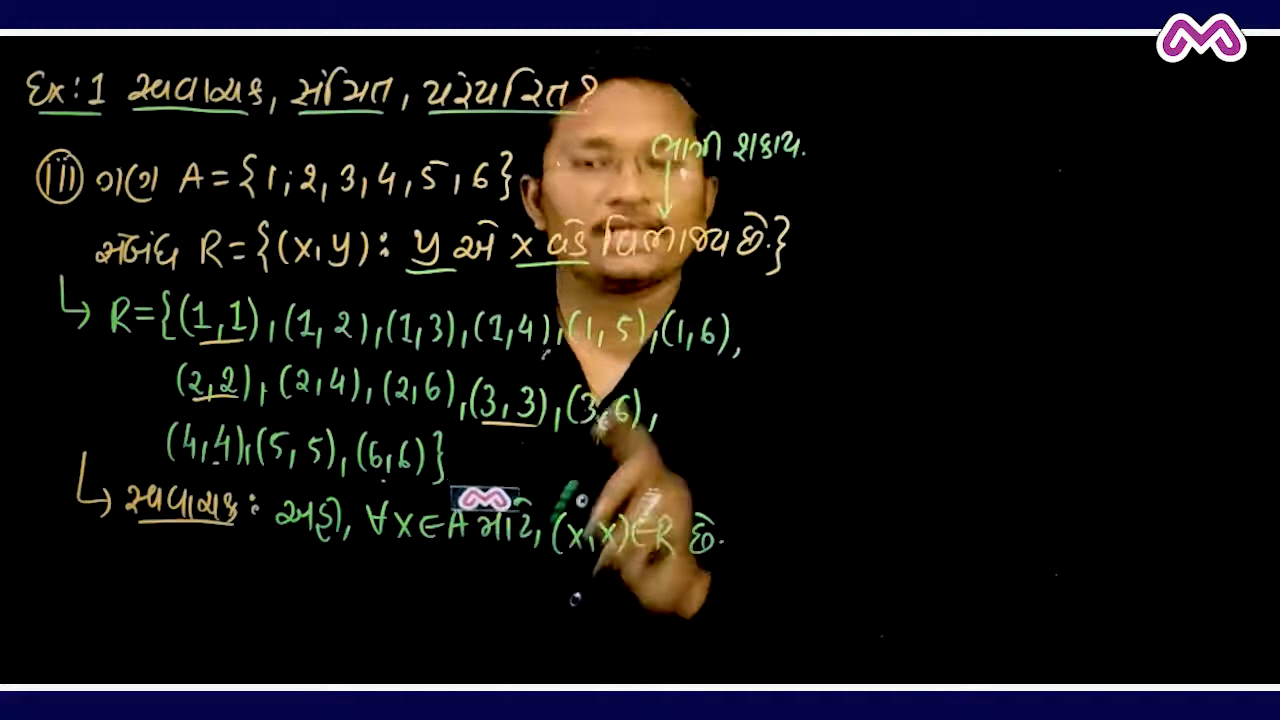 Ex: 1 સ્વવાચક, સંમિત, પરંપરિત?
(iii) ગણ A = {1, 2, 3, 4, 5, 6}
ભાગી શકાય.
સંબંધ R = {(x, y) : y એ x વડે વિભાજ્ય છે.}
↳ R = {(1, 1), (1, 2), (1, 3), (1, 4), (1, 5), (1, 6),
(2, 2), (2, 4), (2, 6), (3, 3), (3, 6),
(4, 4), (5, 5), (6, 6)}
↳ સ્વવાચક : અહીં, ∀ x ∈ A માટે, (x, x) ∈ R છે.